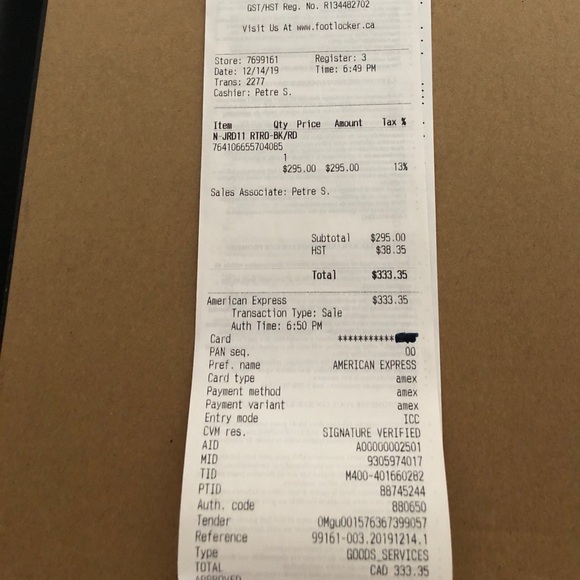 GST/HST Reg. No. R134482702
Visit Us At www.footlocker.ca
Store: 7699161 Register: 3
Date: 12/14/19 Time: 6:49 PM
Trans: 2277
Cashier: Petre S.
Item Qty Price Amount Tax %
N-JRD11 RTRO-BK/RD
764106655704085
1
$295.00 $295.00 13%
Sales Associate: Petre S.
Subtotal $295.00
HST $38.35
Total $333.35
American Express $333.35
Transaction Type: Sale
Auth Time: 6:50 PM
Card ***********
PAN seq. 00
Pref. name AMERICAN EXPRESS
Card type amex
Payment method amex
Payment variant amex
Entry mode ICC
CVM res. SIGNATURE VERIFIED
AID A00000002501
MID 9305974017
TID M400-401660282
PTID 88745244
Auth. code 880650
Tender OMgu001576367399057
Reference 99161-003.20191214.1
Type GOODS_SERVICES
TOTAL CAD 333.35
APPROVED